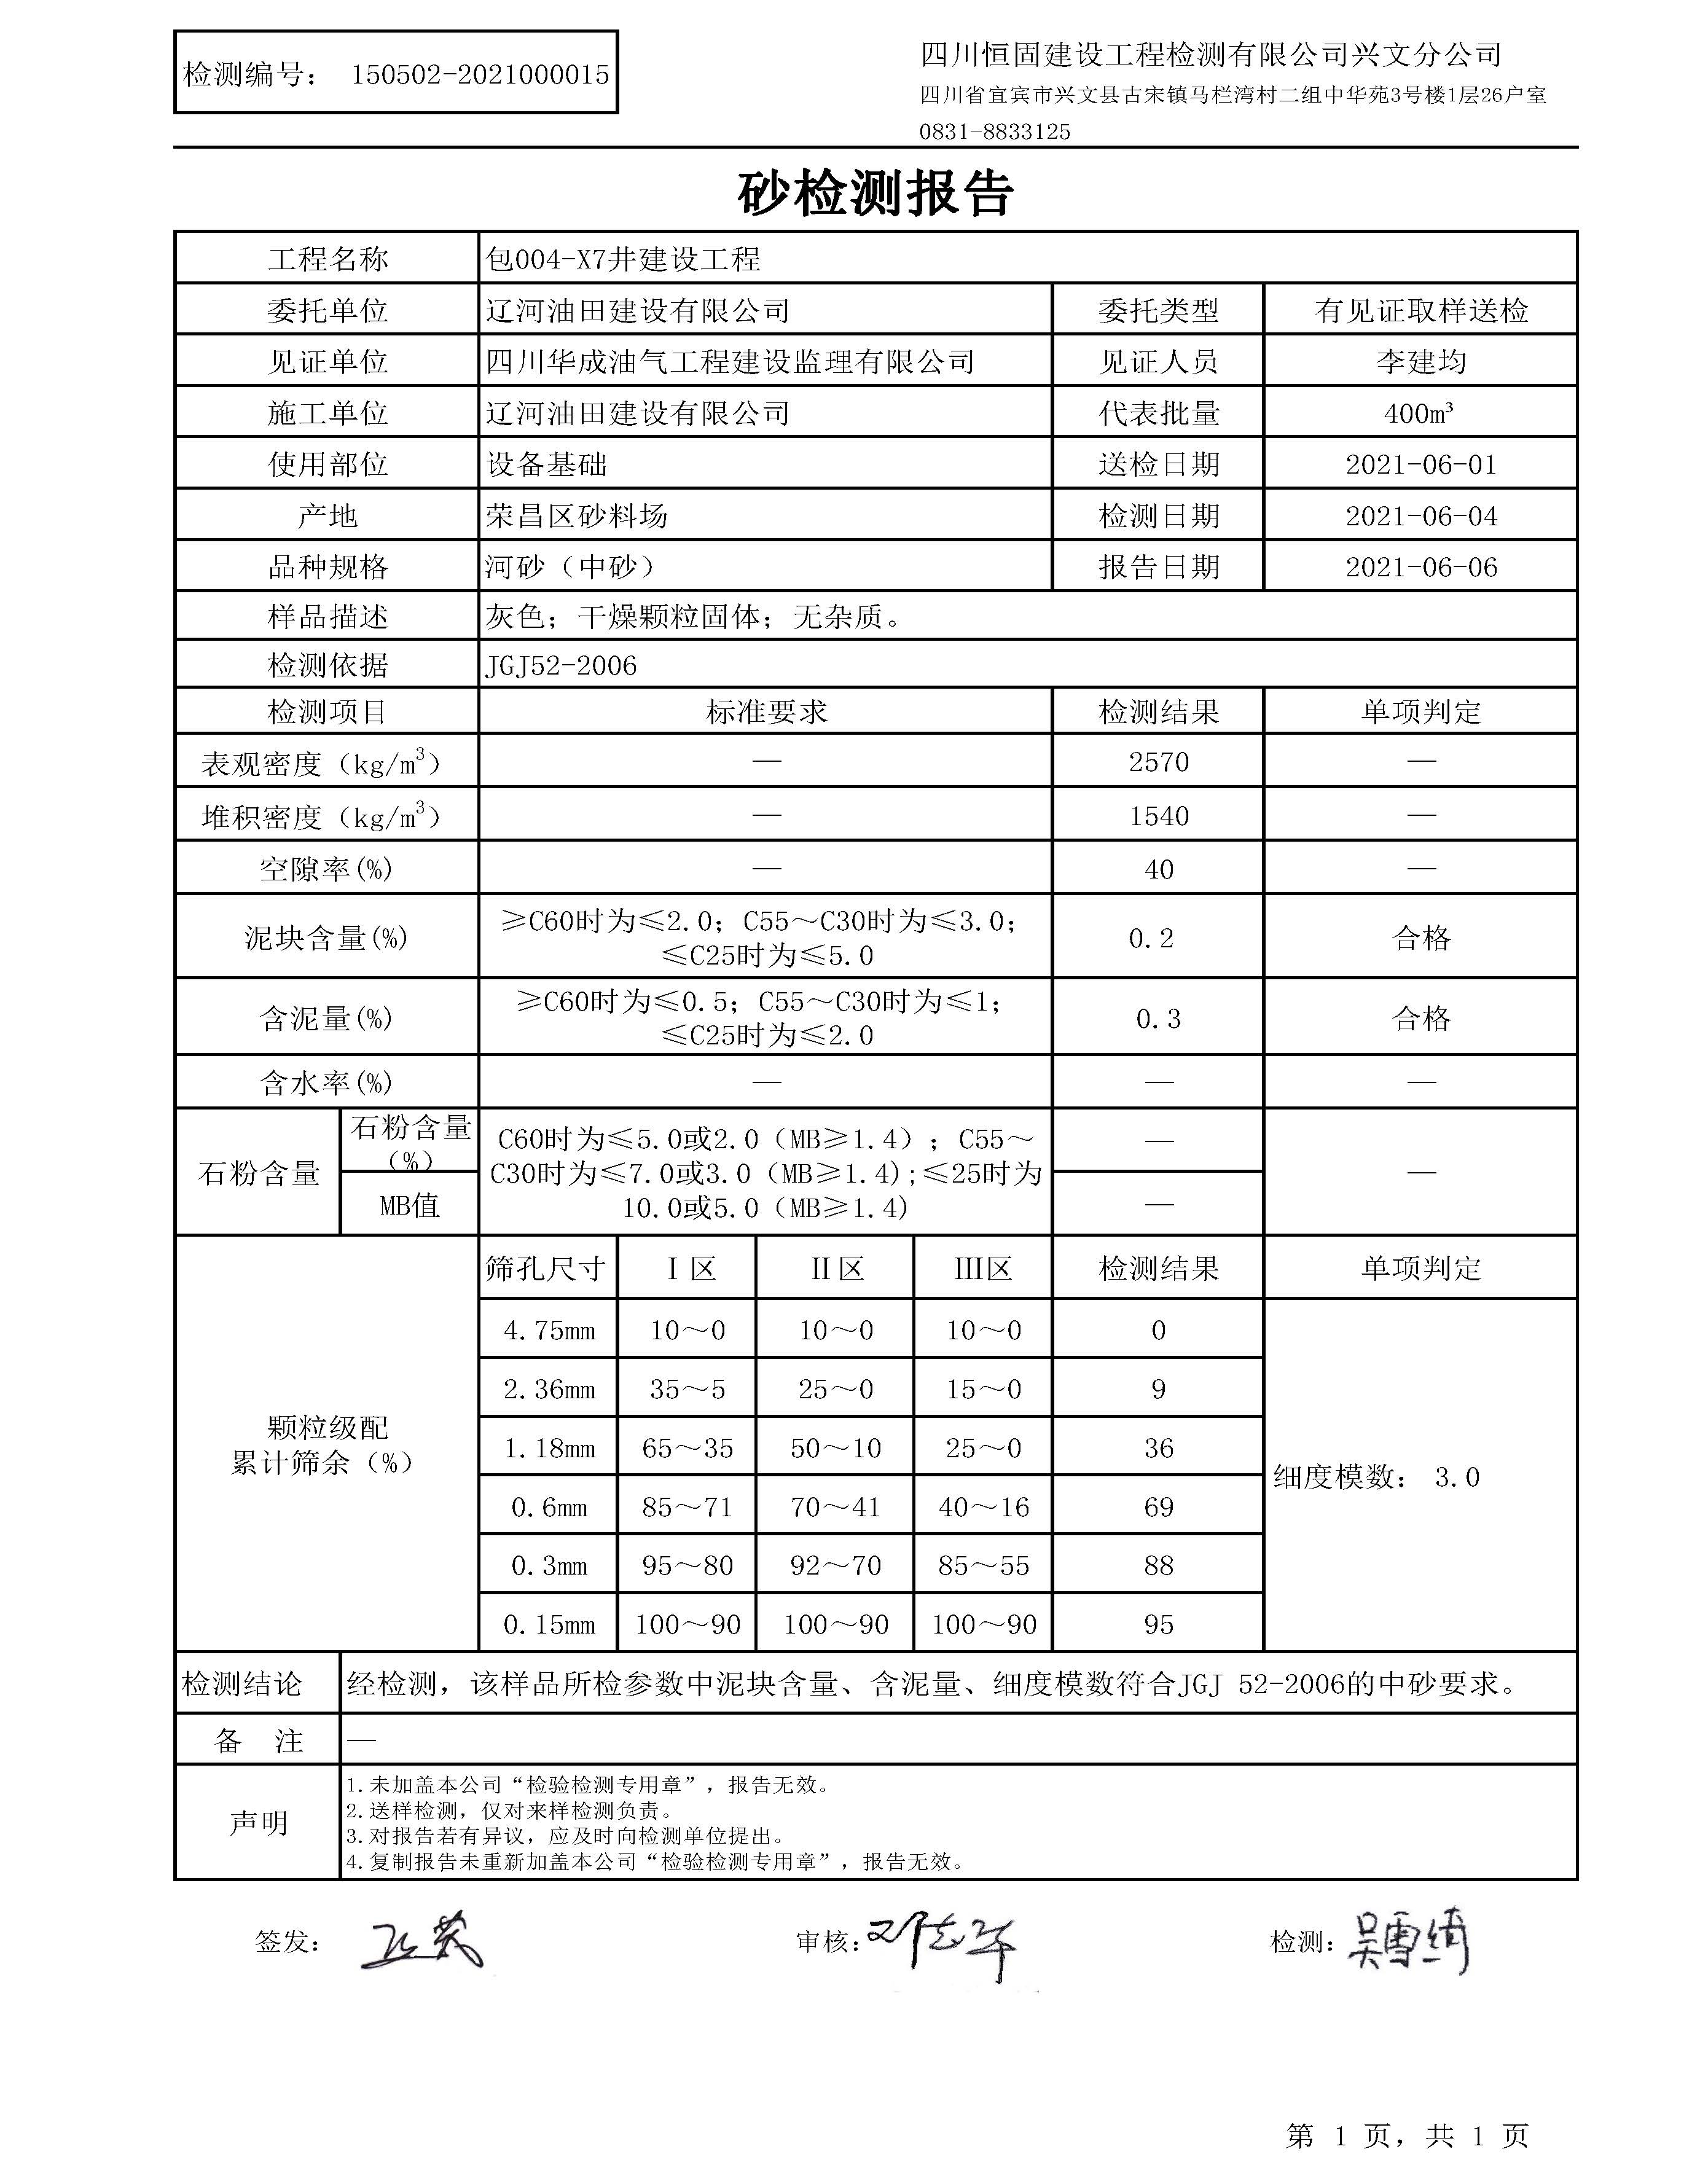 检测编号： 150502-2021000015
四川恒固建设工程检测有限公司兴文分公司
四川省宜宾市兴文县古宋镇马栏湾村二组中华苑3号楼1层26户室
0831-8833125
砂检测报告
工程名称 包004-X7井建设工程
委托单位 辽河油田建设有限公司 委托类型 有见证取样送检
见证单位 四川华成油气工程建设监理有限公司 见证人员 李建均
施工单位 辽河油田建设有限公司 代表批量 400m³
使用部位 设备基础 送检日期 2021-06-01
产地 荣昌区砂料场 检测日期 2021-06-04
品种规格 河砂（中砂） 报告日期 2021-06-06
样品描述 灰色；干燥颗粒固体；无杂质。
检测依据 JGJ52-2006
检测项目 标准要求 检测结果 单项判定
表观密度（kg/m³） — 2570 —
堆积密度（kg/m³） — 1540 —
空隙率(%) — 40 —
泥块含量(%) ≥C60时为≤2.0；C55～C30时为≤3.0； 0.2 合格
≤C25时为≤5.0
含泥量(%) ≥C60时为≤0.5；C55～C30时为≤1； 0.3 合格
≤C25时为≤2.0
含水率(%) — — —
石粉含量 石粉含量 C60时为≤5.0或2.0（MB≥1.4）；C55～ — —
（%） C30时为≤7.0或3.0（MB≥1.4);≤25时为
MB值 10.0或5.0（MB≥1.4) —
筛孔尺寸 Ⅰ区 Ⅱ区 Ⅲ区 检测结果 单项判定
4.75mm 10～0 10～0 10～0 0
2.36mm 35～5 25～0 15～0 9
颗粒级配
累计筛余（%）
1.18mm 65～35 50～10 25～0 36
细度模数： 3.0
0.6mm 85～71 70～41 40～16 69
0.3mm 95～80 92～70 85～55 88
0.15mm 100～90 100～90 100～90 95
检测结论 经检测，该样品所检参数中泥块含量、含泥量、细度模数符合JGJ 52-2006的中砂要求。
备 注 —
声明
1.未加盖本公司“检验检测专用章”，报告无效。
2.送样检测，仅对来样检测负责。
3.对报告若有异议，应及时向检测单位提出。
4.复制报告未重新加盖本公司“检验检测专用章”，报告无效。
签发： 审核： 检测：吴雪绮
第 1 页，共 1 页